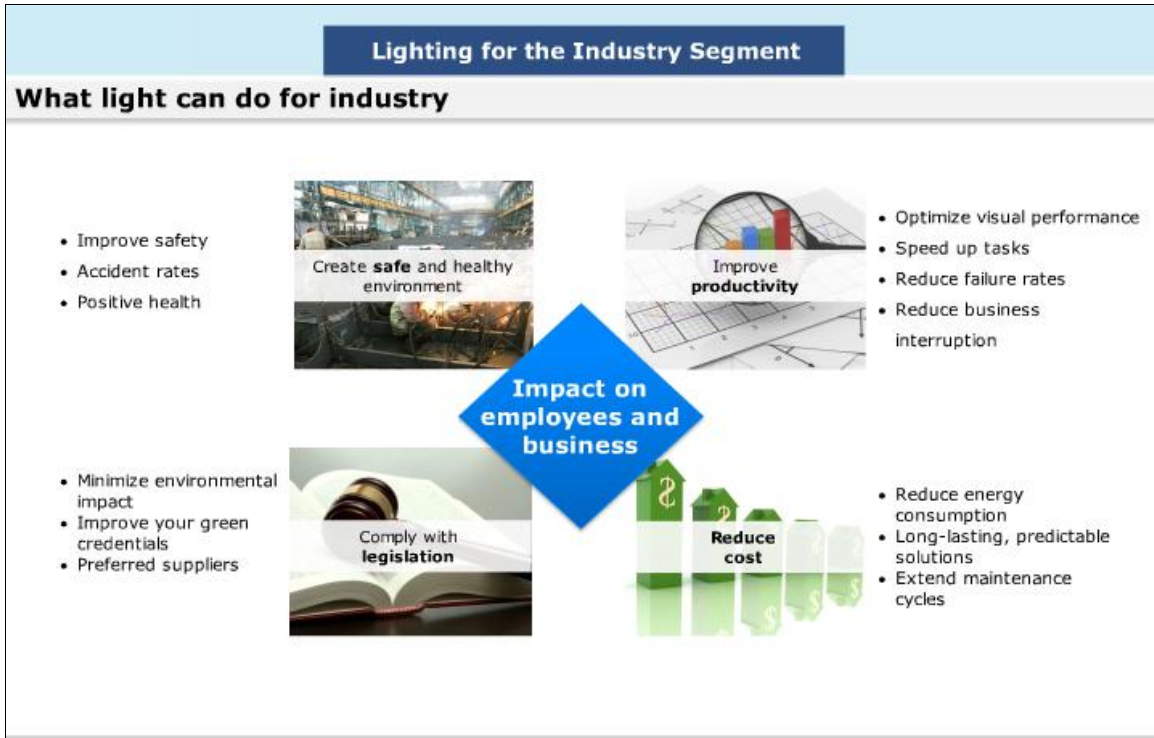 Lighting for the Industry Segment
What light can do for industry
• Improve safety
• Accident rates
• Positive health
Create safe and healthy
environment
Improve
productivity
• Optimize visual performance
• Speed up tasks
• Reduce failure rates
• Reduce business
interruption
Impact on
employees and
business
• Minimize environmental
impact
• Improve your green
credentials
• Preferred suppliers
Comply with
legislation
Reduce
cost
• Reduce energy
consumption
• Long-lasting, predictable
solutions
• Extend maintenance
cycles